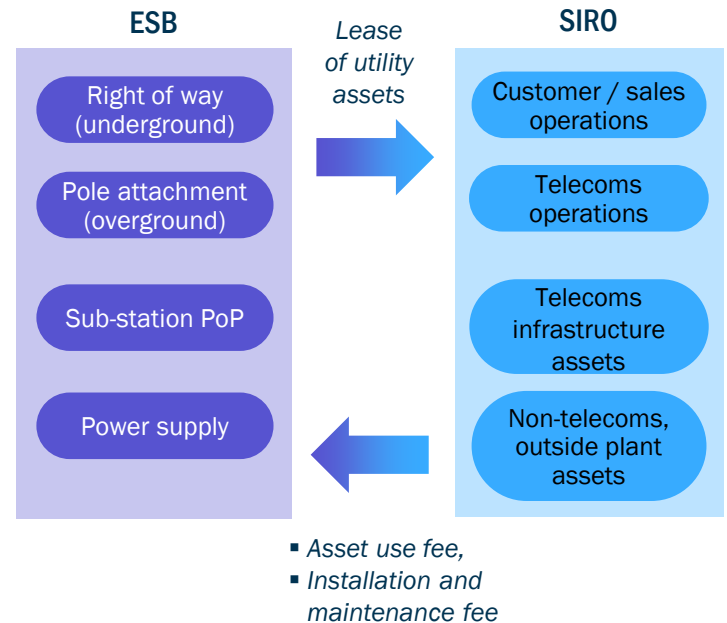 ESB
Right of way
(underground)
Pole attachment
(overground)
Sub-station PoP
Power supply
Lease
of utility
assets
▪ Asset use fee,
▪ Installation and
maintenance fee
SIRO
Customer / sales
operations
Telecoms
operations
Telecoms
infrastructure
assets
Non-telecoms,
outside plant
assets